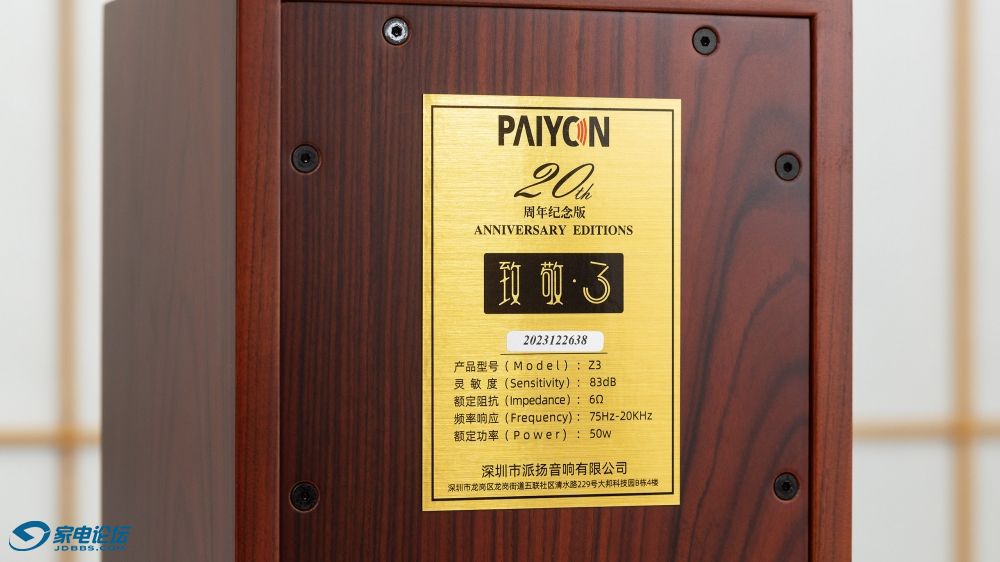 PAIYON
20th
周年纪念版
ANNIVERSARY EDITIONS
致敬·3
2023122638
产品型号（Model）：Z3
灵敏度（Sensitivity）：83dB
额定阻抗（Impedance）：6Ω
频率响应（Frequency)：75Hz-20KHz
额定功率（Power）：50w
深圳市派扬音响有限公司
深圳市龙岗区龙岗街道五联社区清水路229号大邦科技园B栋4楼
家电论坛
JDBBS.COM